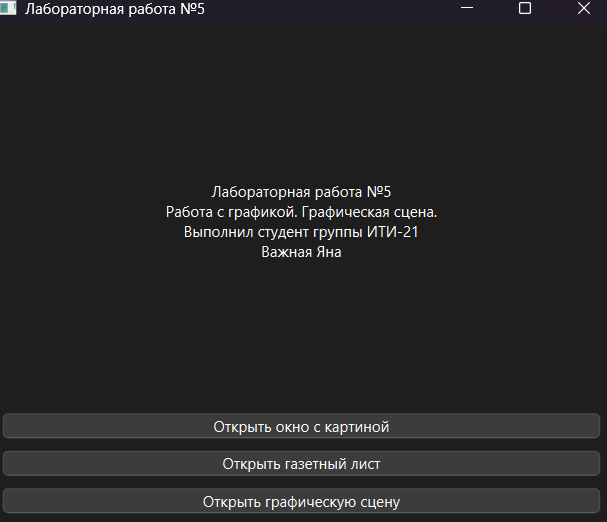 Лабораторная работа №5
Лабораторная работа №5
Работа с графикой. Графическая сцена.
Выполнил студент группы ИТИ-21
Важная Яна
Открыть окно с картиной
Открыть газетный лист
Открыть графическую сцену